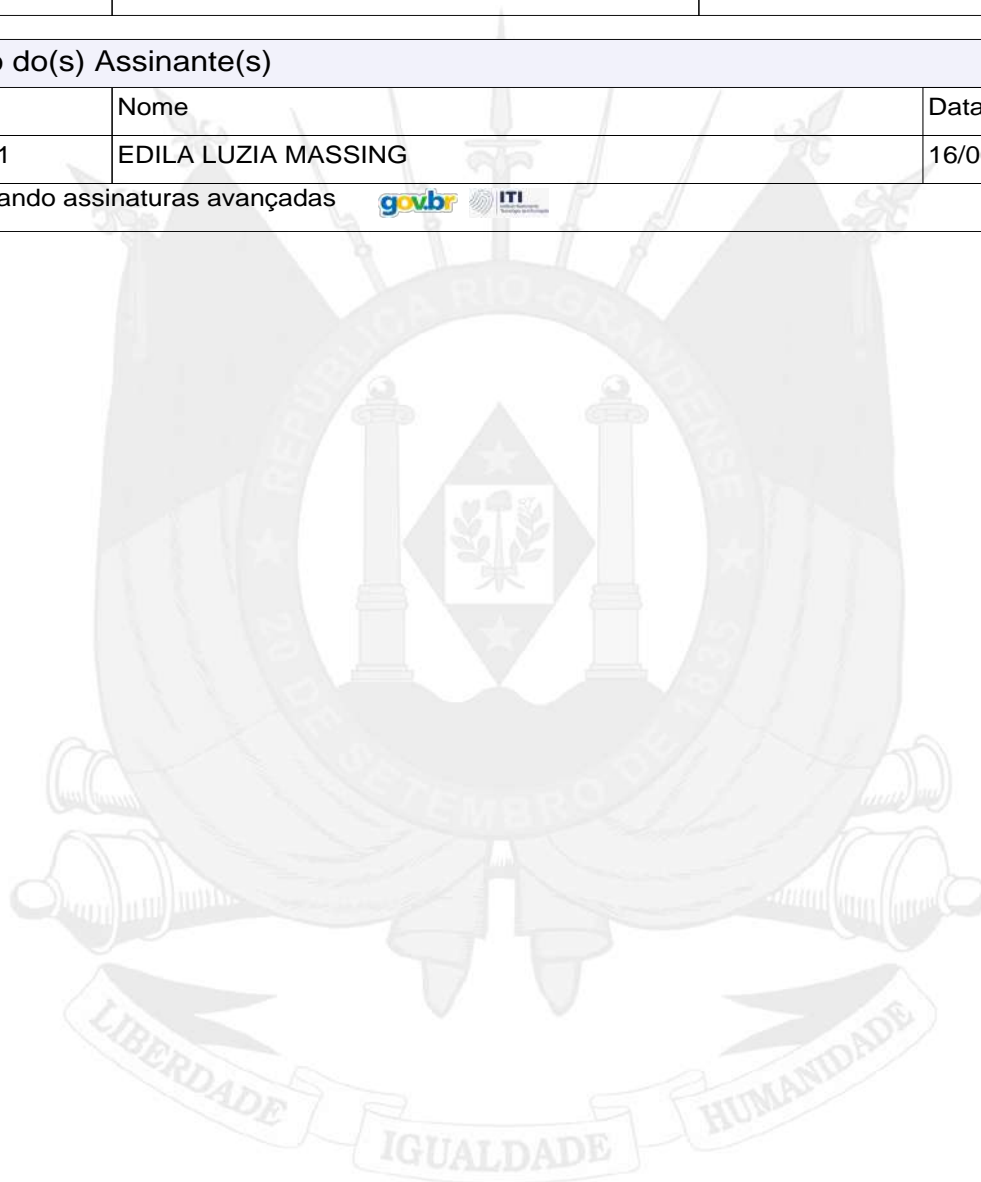 o do(s) Assinante(s)
Nome Data
1 EDILA LUZIA MASSING 16/0
ando assinaturas avançadas gov.br ITI
REPÚBLICA RIO-GRANDENSE
20 DE SETEMBRO DE 1835
LIBERDADE IGUALDADE HUMANIDADE